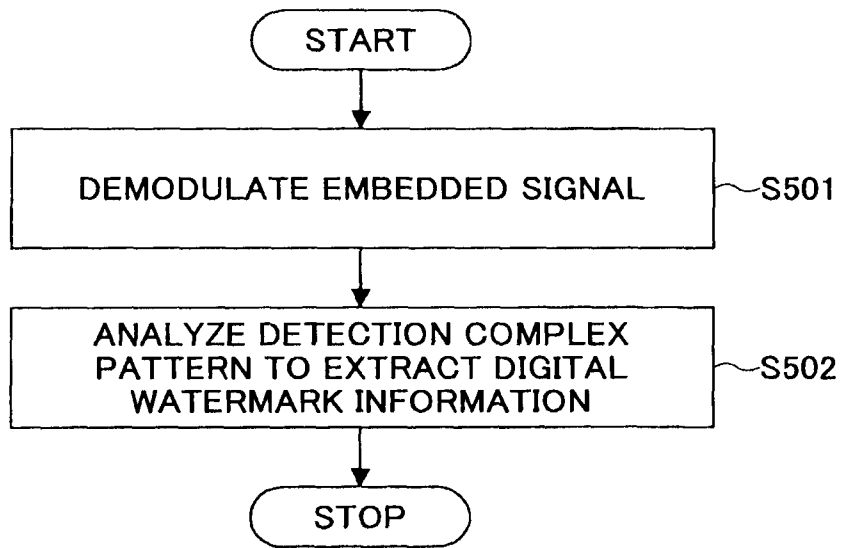 START
DEMODULATE EMBEDDED SIGNAL
S501
ANALYZE DETECTION COMPLEX
PATTERN TO EXTRACT DIGITAL
WATERMARK INFORMATION
S502
STOP